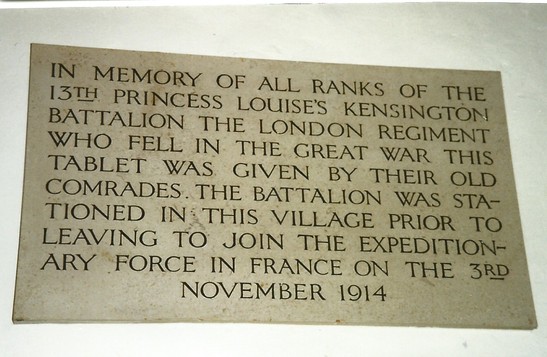 IN MEMORY OF ALL RANKS OF THE
13TH PRINCESS LOUISE'S KENSINGTON
BATTALION THE LONDON REGIMENT
WHO FELL IN THE GREAT WAR THIS
TABLET WAS GIVEN BY THEIR OLD
COMRADES. THE BATTALION WAS STA-
TIONED IN THIS VILLAGE PRIOR TO
LEAVING TO JOIN THE EXPEDITION-
ARY FORCE IN FRANCE ON THE 3RD
NOVEMBER 1914